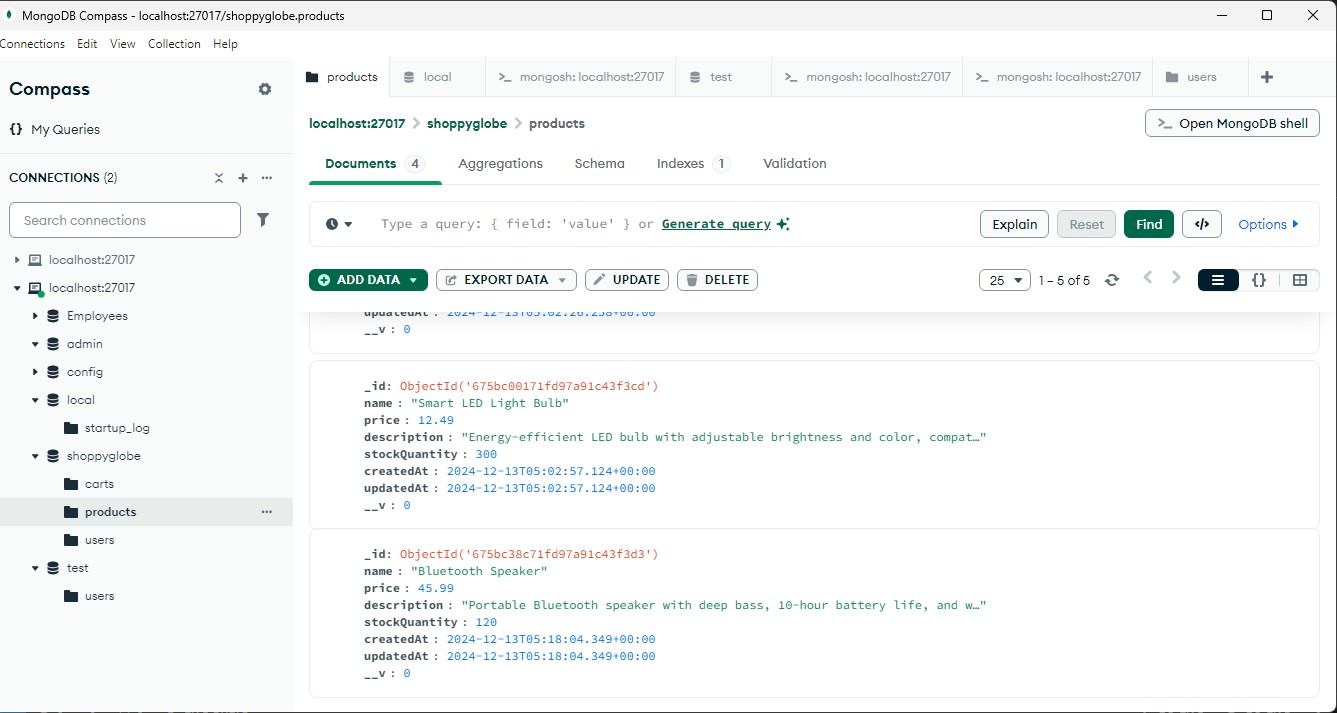 MongoDB Compass - localhost:27017/shoppyglobe.products
Connections Edit View Collection Help
Compass
My Queries
CONNECTIONS (2)
Search connections
localhost:27017
localhost:27017
Employees
admin
config
local
startup_log
shoppyglobe
carts
products
users
test
users
products local mongosh: localhost:27017 test mongosh: localhost:27017 mongosh: localhost:27017 users
localhost:27017 > shoppyglobe > products
>_ Open MongoDB shell
Documents 4 Aggregations Schema Indexes 1 Validation
Type a query: { field: 'value' } or Generate query
Explain Reset Find </> Options
ADD DATA EXPORT DATA UPDATE DELETE
25 1 – 5 of 5 {}
updatedAt : 2024-12-13T05:02:26.258+00:00
__v : 0
_id: ObjectId('675bc00171fd97a91c43f3cd')
name : "Smart LED Light Bulb"
price : 12.49
description : "Energy-efficient LED bulb with adjustable brightness and color, compat…"
stockQuantity : 300
createdAt : 2024-12-13T05:02:57.124+00:00
updatedAt : 2024-12-13T05:02:57.124+00:00
__v : 0
_id: ObjectId('675bc38c71fd97a91c43f3d3')
name : "Bluetooth Speaker"
price : 45.99
description : "Portable Bluetooth speaker with deep bass, 10-hour battery life, and w…"
stockQuantity : 120
createdAt : 2024-12-13T05:18:04.349+00:00
updatedAt : 2024-12-13T05:18:04.349+00:00
__v : 0